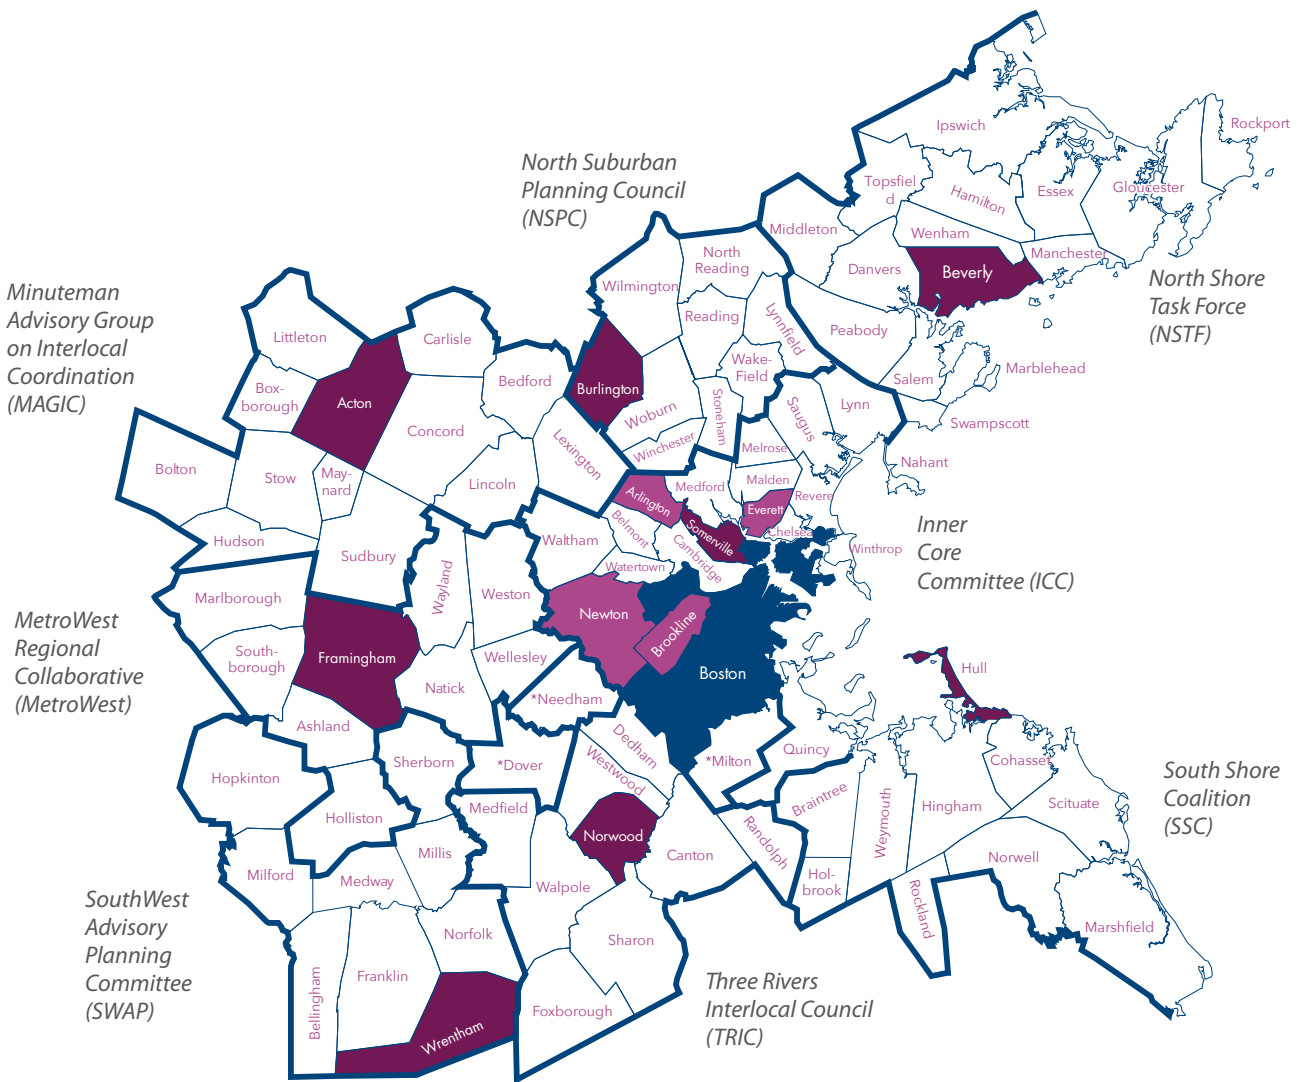 Ipswich
Rockport
North Suburban
Planning Council
(NSPC)
Topsfiel
d
Hamilton
Essex
Gloucester
Middleton
Wenham
Manchester
North
Reading
Danvers
Beverly
North Shore
Task Force
(NSTF)
Minuteman
Advisory Group
on Interlocal
Coordination
(MAGIC)
Wilmington
Reading
Lynnfield
Peabody
Littleton
Carlisle
Marblehead
Wake-
Field
Salem
Bedford
Burlington
Box-
borough
Acton
Woburn
Stoneham
Saugus
Lynn
Swampscott
Concord
Lexington
Winchester
Melrose
Nahant
Bolton
Stow
May-
nard
Lincoln
Medford
Malden
Revere
Arlington
Everett
Chelsea
Hudson
Sudbury
Waltham
Belmont
Somerville
Winthrop
Inner
Core
Committee (ICC)
Cambridge
Watertown
Marlborough
Wayland
Weston
Newton
Brookline
MetroWest
Regional
Collaborative
(MetroWest)
South-
borough
Framingham
Wellesley
Boston
Hull
Natick
*Needham
Ashland
Dedham
Quincy
Hopkinton
Sherborn
*Dover
Westwood
*Milton
Cohasset
South Shore
Coalition
(SSC)
Holliston
Medfield
Braintree
Weymouth
Hingham
Scituate
Norwood
Randolph
Millis
Canton
Norwell
Milford
Medway
Walpole
Hol-
brook
Rockland
SouthWest
Advisory
Planning
Committee
(SWAP)
Norfolk
Sharon
Marshfield
Franklin
Bellingham
Foxborough
Three Rivers
Interlocal Council
(TRIC)
Wrentham